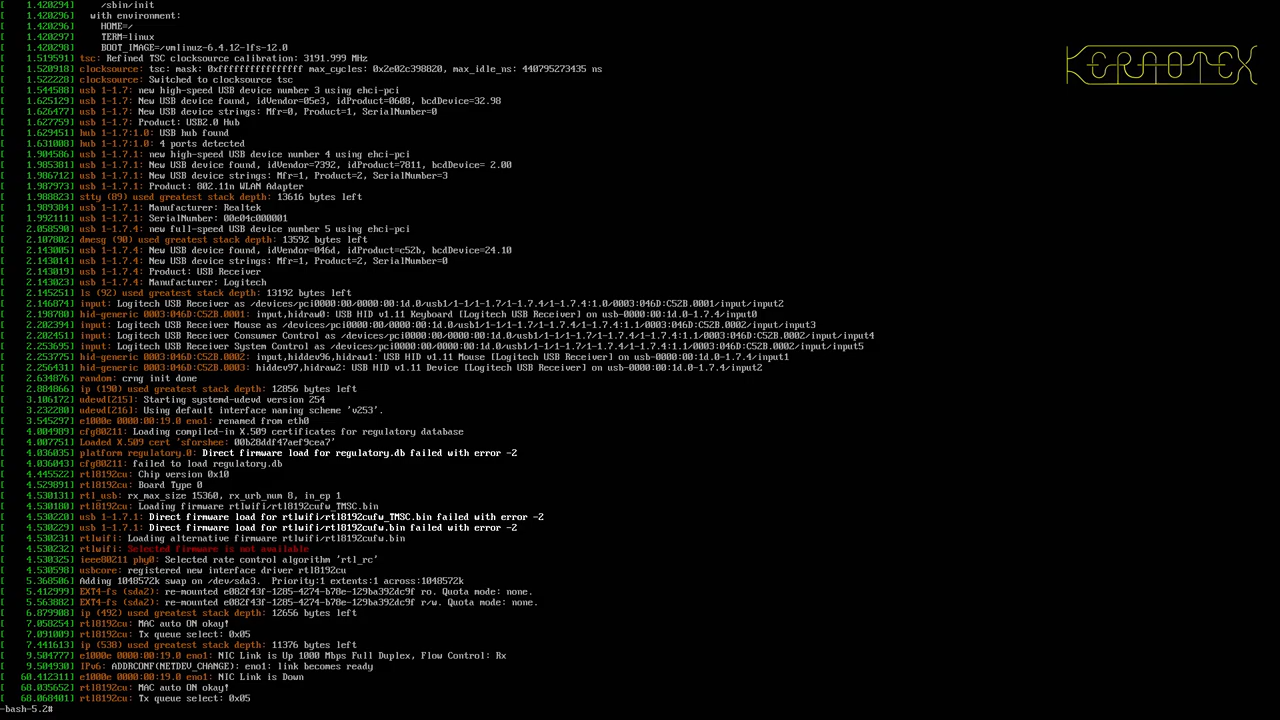 [    1.420294]     /sbin/init
[    1.420296]   with environment:
[    1.420296]     HOME=/
[    1.420297]     TERM=linux
[    1.420298]     BOOT_IMAGE=/vmlinuz-6.4.12-lfs-12.0
[    1.519591] tsc: Refined TSC clocksource calibration: 3191.999 MHz
[    1.520918] clocksource: tsc: mask: 0xffffffffffffffff max_cycles: 0x2e02c398820, max_idle_ns: 440795273435 ns
[    1.522228] clocksource: Switched to clocksource tsc
[    1.544588] usb 1-1.7: new high-speed USB device number 3 using ehci-pci
[    1.625129] usb 1-1.7: New USB device found, idVendor=05e3, idProduct=0608, bcdDevice=32.98
[    1.626477] usb 1-1.7: New USB device strings: Mfr=0, Product=1, SerialNumber=0
[    1.627759] usb 1-1.7: Product: USB2.0 Hub
[    1.629451] hub 1-1.7:1.0: USB hub found
[    1.631008] hub 1-1.7:1.0: 4 ports detected
[    1.904586] usb 1-1.7.1: new high-speed USB device number 4 using ehci-pci
[    1.985381] usb 1-1.7.1: New USB device found, idVendor=7392, idProduct=7811, bcdDevice= 2.00
[    1.986712] usb 1-1.7.1: New USB device strings: Mfr=1, Product=2, SerialNumber=3
[    1.987973] usb 1-1.7.1: Product: 802.11n WLAN Adapter
[    1.988823] stty (89) used greatest stack depth: 13616 bytes left
[    1.989384] usb 1-1.7.1: Manufacturer: Realtek
[    1.992111] usb 1-1.7.1: SerialNumber: 00e04c000001
[    2.058590] usb 1-1.7.4: new full-speed USB device number 5 using ehci-pci
[    2.107802] dmesg (90) used greatest stack depth: 13592 bytes left
[    2.143005] usb 1-1.7.4: New USB device found, idVendor=046d, idProduct=c52b, bcdDevice=24.10
[    2.143014] usb 1-1.7.4: New USB device strings: Mfr=1, Product=2, SerialNumber=0
[    2.143019] usb 1-1.7.4: Product: USB Receiver
[    2.143023] usb 1-1.7.4: Manufacturer: Logitech
[    2.145251] ls (92) used greatest stack depth: 13192 bytes left
[    2.146874] input: Logitech USB Receiver as /devices/pci0000:00/0000:00:1d.0/usb1/1-1/1-1.7/1-1.7.4/1-1.7.4:1.0/0003:046D:C52B.0001/input/input2
[    2.198780] hid-generic 0003:046D:C52B.0001: input,hidraw0: USB HID v1.11 Keyboard [Logitech USB Receiver] on usb-0000:00:1d.0-1.7.4/input0
[    2.202394] input: Logitech USB Receiver Mouse as /devices/pci0000:00/0000:00:1d.0/usb1/1-1/1-1.7/1-1.7.4/1-1.7.4:1.1/0003:046D:C52B.0002/input/input3
[    2.202451] input: Logitech USB Receiver Consumer Control as /devices/pci0000:00/0000:00:1d.0/usb1/1-1/1-1.7/1-1.7.4/1-1.7.4:1.1/0003:046D:C52B.0002/input/input4
[    2.253695] input: Logitech USB Receiver System Control as /devices/pci0000:00/0000:00:1d.0/usb1/1-1/1-1.7/1-1.7.4/1-1.7.4:1.1/0003:046D:C52B.0002/input/input5
[    2.253775] hid-generic 0003:046D:C52B.0002: input,hiddev96,hidraw1: USB HID v1.11 Mouse [Logitech USB Receiver] on usb-0000:00:1d.0-1.7.4/input1
[    2.256431] hid-generic 0003:046D:C52B.0003: hiddev97,hidraw2: USB HID v1.11 Device [Logitech USB Receiver] on usb-0000:00:1d.0-1.7.4/input2
[    2.634876] random: crng init done
[    2.884866] ip (190) used greatest stack depth: 12856 bytes left
[    3.106172] udevd[215]: Starting systemd-udevd version 254
[    3.232280] udevd[216]: Using default interface naming scheme 'v253'.
[    3.545297] e1000e 0000:00:19.0 eno1: renamed from eth0
[    4.004989] cfg80211: Loading compiled-in X.509 certificates for regulatory database
[    4.007751] Loaded X.509 cert 'sforshee: 00b28ddf47aef9cea7'
[    4.036035] platform regulatory.0: Direct firmware load for regulatory.db failed with error -2
[    4.036043] cfg80211: failed to load regulatory.db
[    4.445522] rtl8192cu: Chip version 0x10
[    4.529891] rtl8192cu: Board Type 0
[    4.530131] rtl_usb: rx_max_size 15360, rx_urb_num 8, in_ep 1
[    4.530180] rtl8192cu: Loading firmware rtlwifi/rtl8192cufw_TMSC.bin
[    4.530220] usb 1-1.7.1: Direct firmware load for rtlwifi/rtl8192cufw_TMSC.bin failed with error -2
[    4.530229] usb 1-1.7.1: Direct firmware load for rtlwifi/rtl8192cufw.bin failed with error -2
[    4.530231] rtlwifi: Loading alternative firmware rtlwifi/rtl8192cufw.bin
[    4.530232] rtlwifi: Selected firmware is not available
[    4.530325] ieee80211 phy0: Selected rate control algorithm 'rtl_rc'
[    4.530598] usbcore: registered new interface driver rtl8192cu
[    5.368506] Adding 1048572k swap on /dev/sda3.  Priority:1 extents:1 across:1048572k
[    5.412999] EXT4-fs (sda2): re-mounted e082f43f-1285-4274-b78e-129ba392dc9f ro. Quota mode: none.
[    5.563882] EXT4-fs (sda2): re-mounted e082f43f-1285-4274-b78e-129ba392dc9f r/w. Quota mode: none.
[    6.879908] ip (492) used greatest stack depth: 12656 bytes left
[    7.058254] rtl8192cu: MAC auto ON okay!
[    7.091009] rtl8192cu: Tx queue select: 0x05
[    7.441613] ip (538) used greatest stack depth: 11376 bytes left
[    9.504777] e1000e 0000:00:19.0 eno1: NIC Link is Up 1000 Mbps Full Duplex, Flow Control: Rx
[    9.504930] IPv6: ADDRCONF(NETDEV_CHANGE): eno1: link becomes ready
[   60.412311] e1000e 0000:00:19.0 eno1: NIC Link is Down
[   68.035652] rtl8192cu: MAC auto ON okay!
[   68.068401] rtl8192cu: Tx queue select: 0x05
-bash-5.2#
KERAOTEX